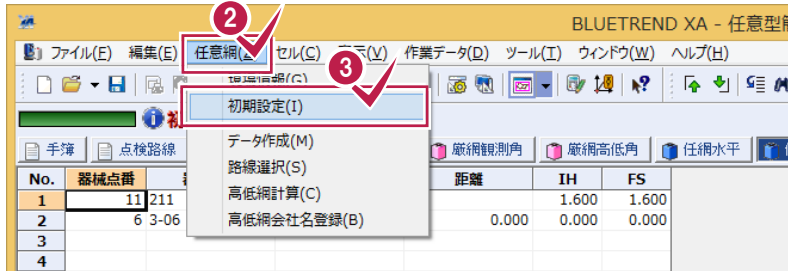 2
BLUETREND XA - 任意型
ファイル(F) 編集(E) 任意網 セル(C) 表示(V) 作業データ(D) ツール(T) ウィンドウ(W) ヘルプ(H)
3
現場情報(G)
初期設定(I)
初
データ作成(M)
手簿 点検路線 厳網観測角 厳網高低角 任網水平
路線選択(S)
No. 器械点番 距離 IH FS
高低網計算(C)
1 11 211 1.600 1.600
高低網会社名登録(B)
2 6 3-06 0.000 0.000 0.000
3
4